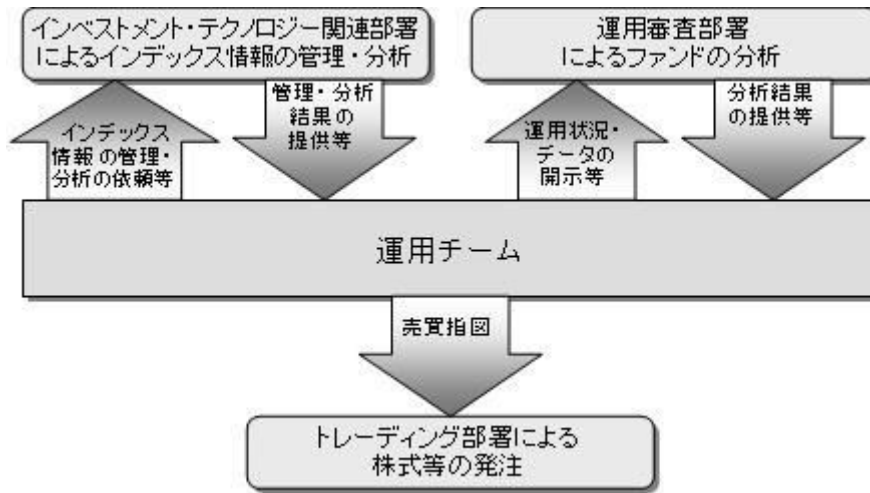 インベストメント・テクノロジー関連部署
によるインデックス情報の管理・分析
運用審査部署
によるファンドの分析
インデックス
情報の管理・
分析の依頼等
管理・分析
結果の
提供等
運用状況・
データの
開示等
分析結果
の提供等
運用チーム
売買指図
トレーディング部署による
株式等の発注